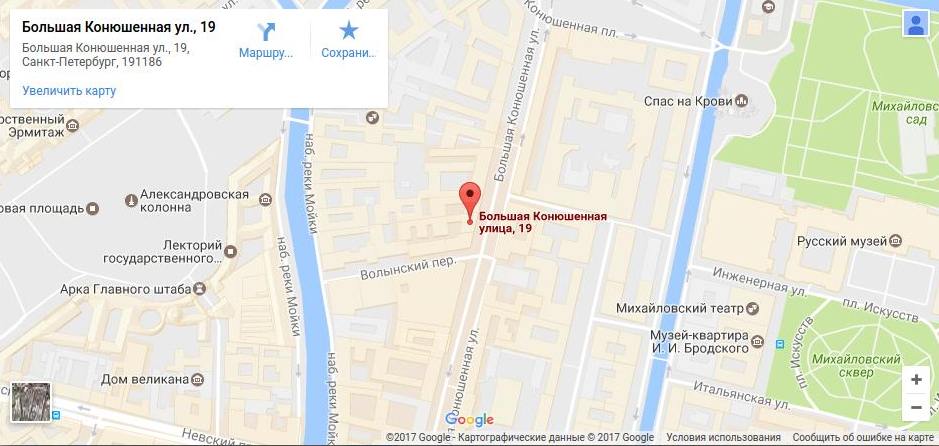 Большая Конюшенная ул., 19
Большая Конюшенная ул., 19,
Санкт-Петербург, 191186
Маршру...
Сохрани...
Увеличить карту
Конюшенная пл.
Большая Конюшенная ул.
Спас на Крови
Михайловский
сад
Эрмитаж
наб. реки Мойки
Александровская
колонна
площадь
Большая Конюшенная
улица, 19
Лекторий
государственного...
наб. реки Мойки
Волынский пер.
Русский музей
Арка Главного штаба
Инженерная ул.
пл. Искусств
Михайловский театр
Музей-квартира
И. И. Бродского
пл. Искусств
Михайловский
сквер
Конюшенная ул.
Дом великана
наб. реки Мойки
Итальянская ул.
Невский
Google
+
−
©2017 Google - Картографические данные © 2017 Google
Условия использования
Сообщить об ошибке на карте